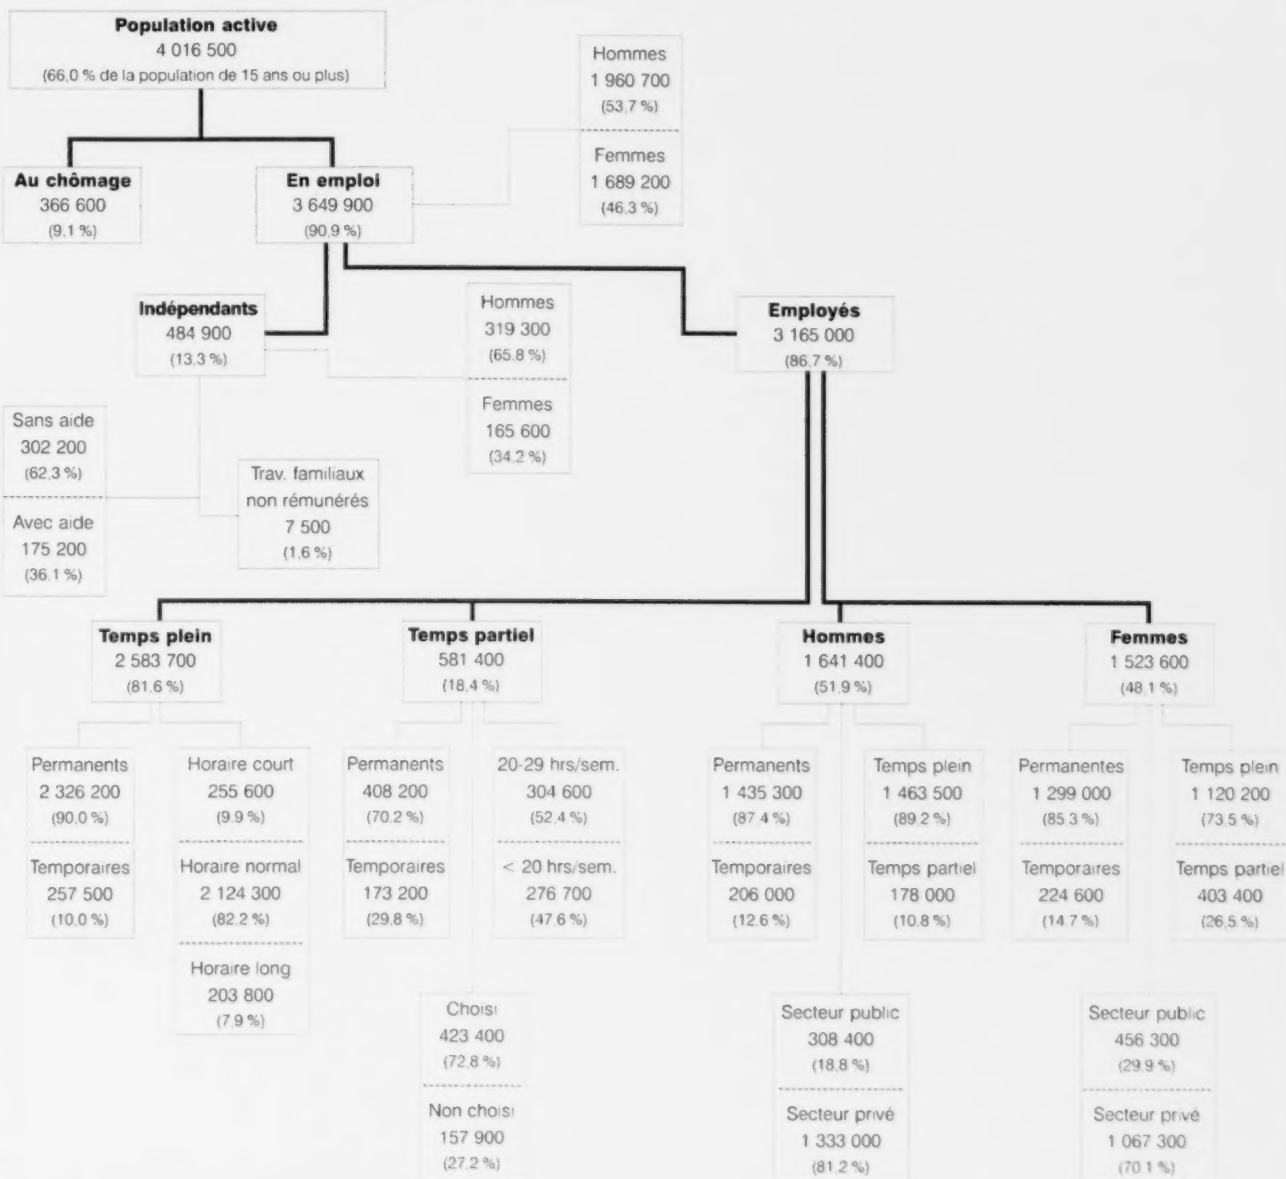 Population active
4 016 500
(66,0 % de la population de 15 ans ou plus)
Hommes
1 960 700
(53,7 %)
Femmes
1 689 200
(46,3 %)
Au chômage
366 600
(9,1 %)
En emploi
3 649 900
(90,9 %)
Indépendants
484 900
(13,3 %)
Hommes
319 300
(65,8 %)
Femmes
165 600
(34,2 %)
Employés
3 165 000
(86,7 %)
Sans aide
302 200
(62,3 %)
Avec aide
175 200
(36,1 %)
Trav. familiaux
non rémunérés
7 500
(1,6 %)
Temps plein
2 583 700
(81,6 %)
Temps partiel
581 400
(18,4 %)
Hommes
1 641 400
(51,9 %)
Femmes
1 523 600
(48,1 %)
Permanents
2 326 200
(90,0 %)
Temporaires
257 500
(10,0 %)
Horaire court
255 600
(9,9 %)
Horaire normal
2 124 300
(82,2 %)
Horaire long
203 800
(7,9 %)
Permanents
408 200
(70,2 %)
Temporaires
173 200
(29,8 %)
20-29 hrs/sem.
304 600
(52,4 %)
< 20 hrs/sem.
276 700
(47,6 %)
Choisi
423 400
(72,8 %)
Non choisi
157 900
(27,2 %)
Permanents
1 435 300
(87,4 %)
Temporaires
206 000
(12,6 %)
Temps plein
1 463 500
(89,2 %)
Temps partiel
178 000
(10,8 %)
Secteur public
308 400
(18,8 %)
Secteur privé
1 333 000
(81,2 %)
Permanentes
1 299 000
(85,3 %)
Temporaires
224 600
(14,7 %)
Temps plein
1 120 200
(73,5 %)
Temps partiel
403 400
(26,5 %)
Secteur public
456 300
(29,9 %)
Secteur privé
1 067 300
(70,1 %)